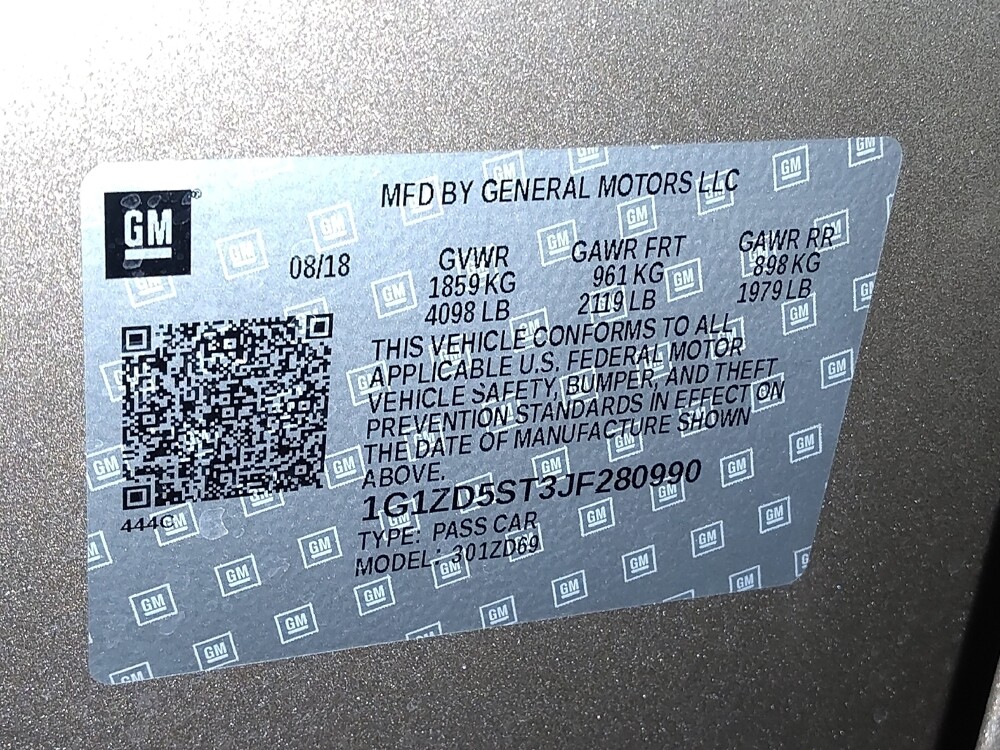 GM
MFD BY GENERAL MOTORS LLC
08/18
GVWR
1859 KG
4098 LB
GAWR FRT
961 KG
2119 LB
GAWR RR
898 KG
1979 LB
THIS VEHICLE CONFORMS TO ALL
APPLICABLE U.S. FEDERAL MOTOR
VEHICLE SAFETY, BUMPER, AND THEFT
PREVENTION STANDARDS IN EFFECT ON
THE DATE OF MANUFACTURE SHOWN
ABOVE.
1G1ZD5ST3JF280990
TYPE: PASS CAR
MODEL: 301ZD69
444C